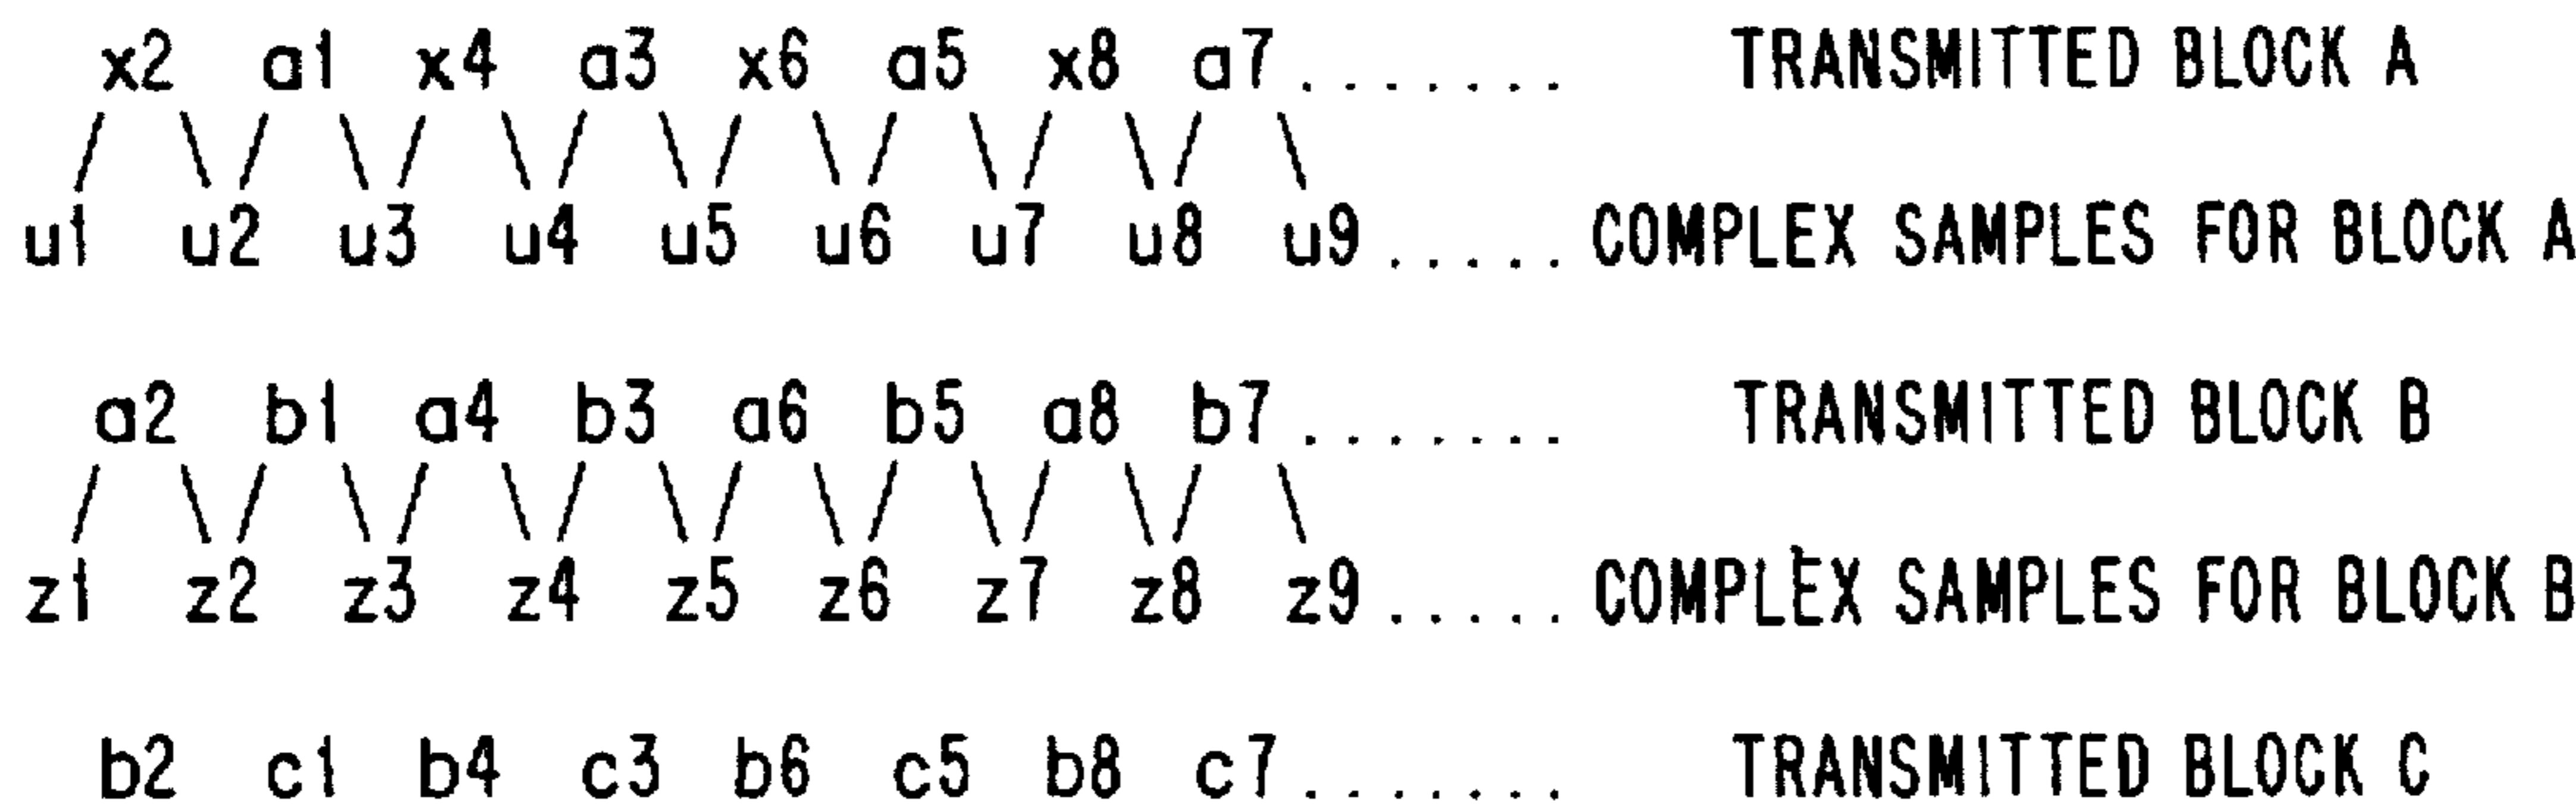 x2 a1 x4 a3 x6 a5 x8 a7....... TRANSMITTED BLOCK A
u1 u2 u3 u4 u5 u6 u7 u8 u9..... COMPLEX SAMPLES FOR BLOCK A
a2 b1 a4 b3 a6 b5 a8 b7....... TRANSMITTED BLOCK B
z1 z2 z3 z4 z5 z6 z7 z8 z9..... COMPLEX SAMPLES FOR BLOCK B
b2 c1 b4 c3 b6 c5 b8 c7....... TRANSMITTED BLOCK C